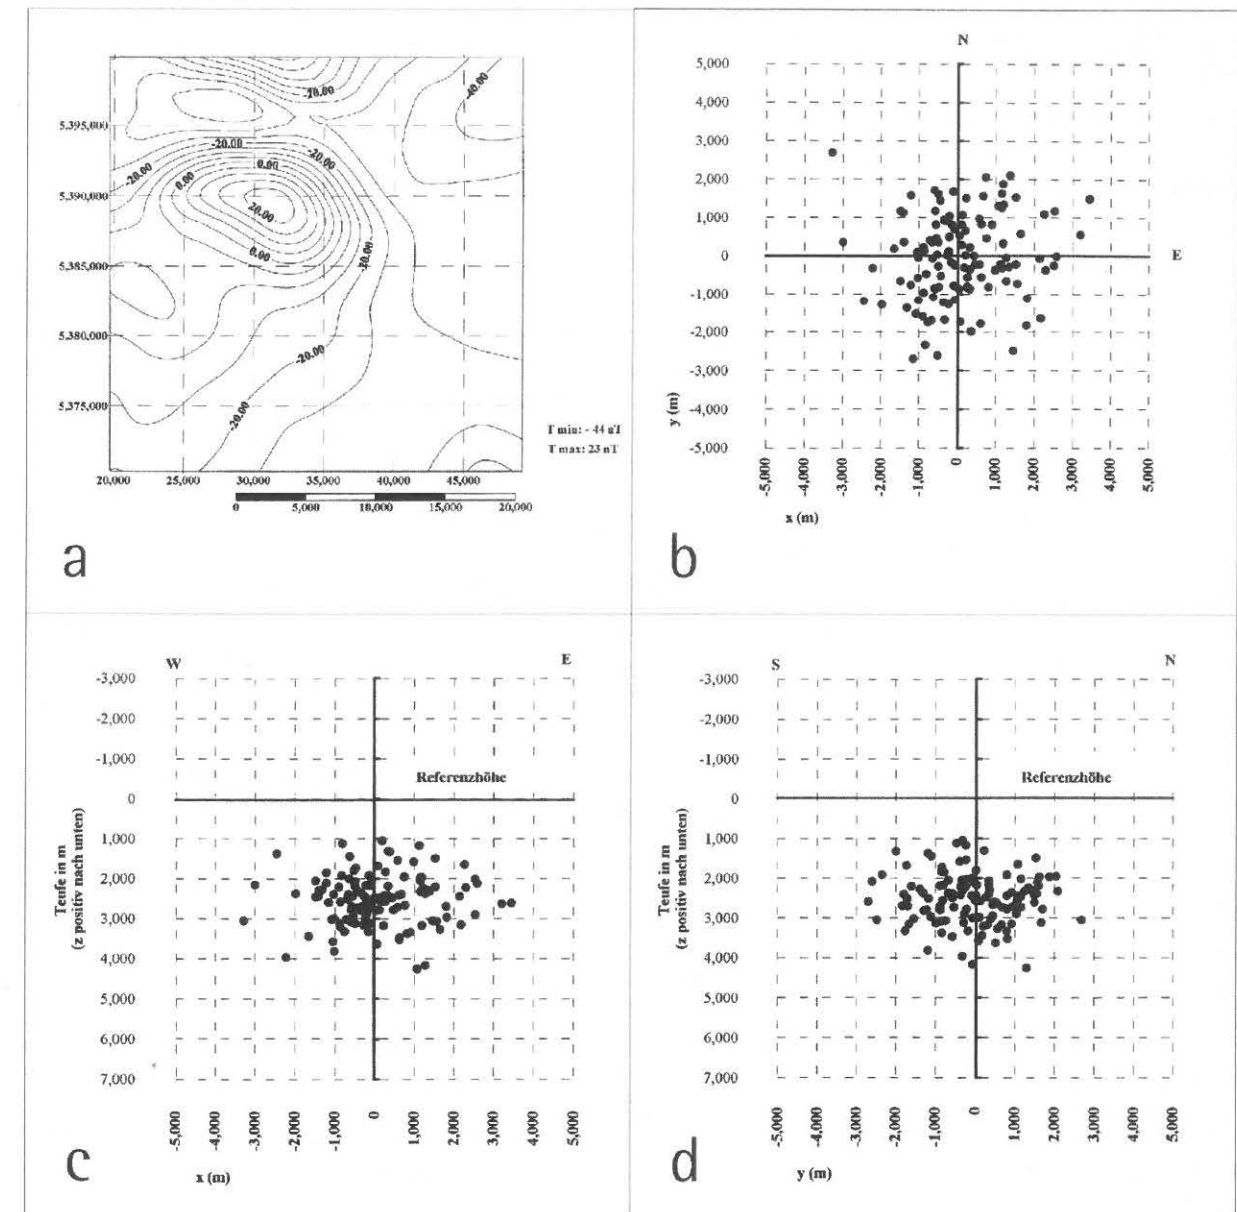 -20.00
-40.00
5,395,000
-20.00
-20.00
-20.00
0.00
0.00
5,390,000
20.00
0.00
-20.00
5,385,000
5,380,000
-20.00
5,375,000
-20.00
T min: - 44 nT
T max: 23 nT
20,000 25,000 30,000 35,000 40,000 45,000
0 5,000 10,000 15,000 20,000
a
N
5,000
4,000
3,000
2,000
1,000
0
E
-1,000
-2,000
-3,000
-4,000
-5,000
y (m)
-5,000 -4,000 -3,000 -2,000 -1,000 0 1,000 2,000 3,000 4,000 5,000
x (m)
b
W E
-3,000
-2,000
-1,000
Referenzhöhe
0
1,000
2,000
3,000
4,000
5,000
6,000
7,000
Teufe in m
(z positiv nach unten)
-5,000 -4,000 -3,000 -2,000 -1,000 0 1,000 2,000 3,000 4,000 5,000
x (m)
c
S N
-3,000
-2,000
-1,000
Referenzhöhe
0
1,000
2,000
3,000
4,000
5,000
6,000
7,000
Teufe in m
(z positiv nach unten)
-5,000 -4,000 -3,000 -2,000 -1,000 0 1,000 2,000 3,000 4,000 5,000
y (m)
d